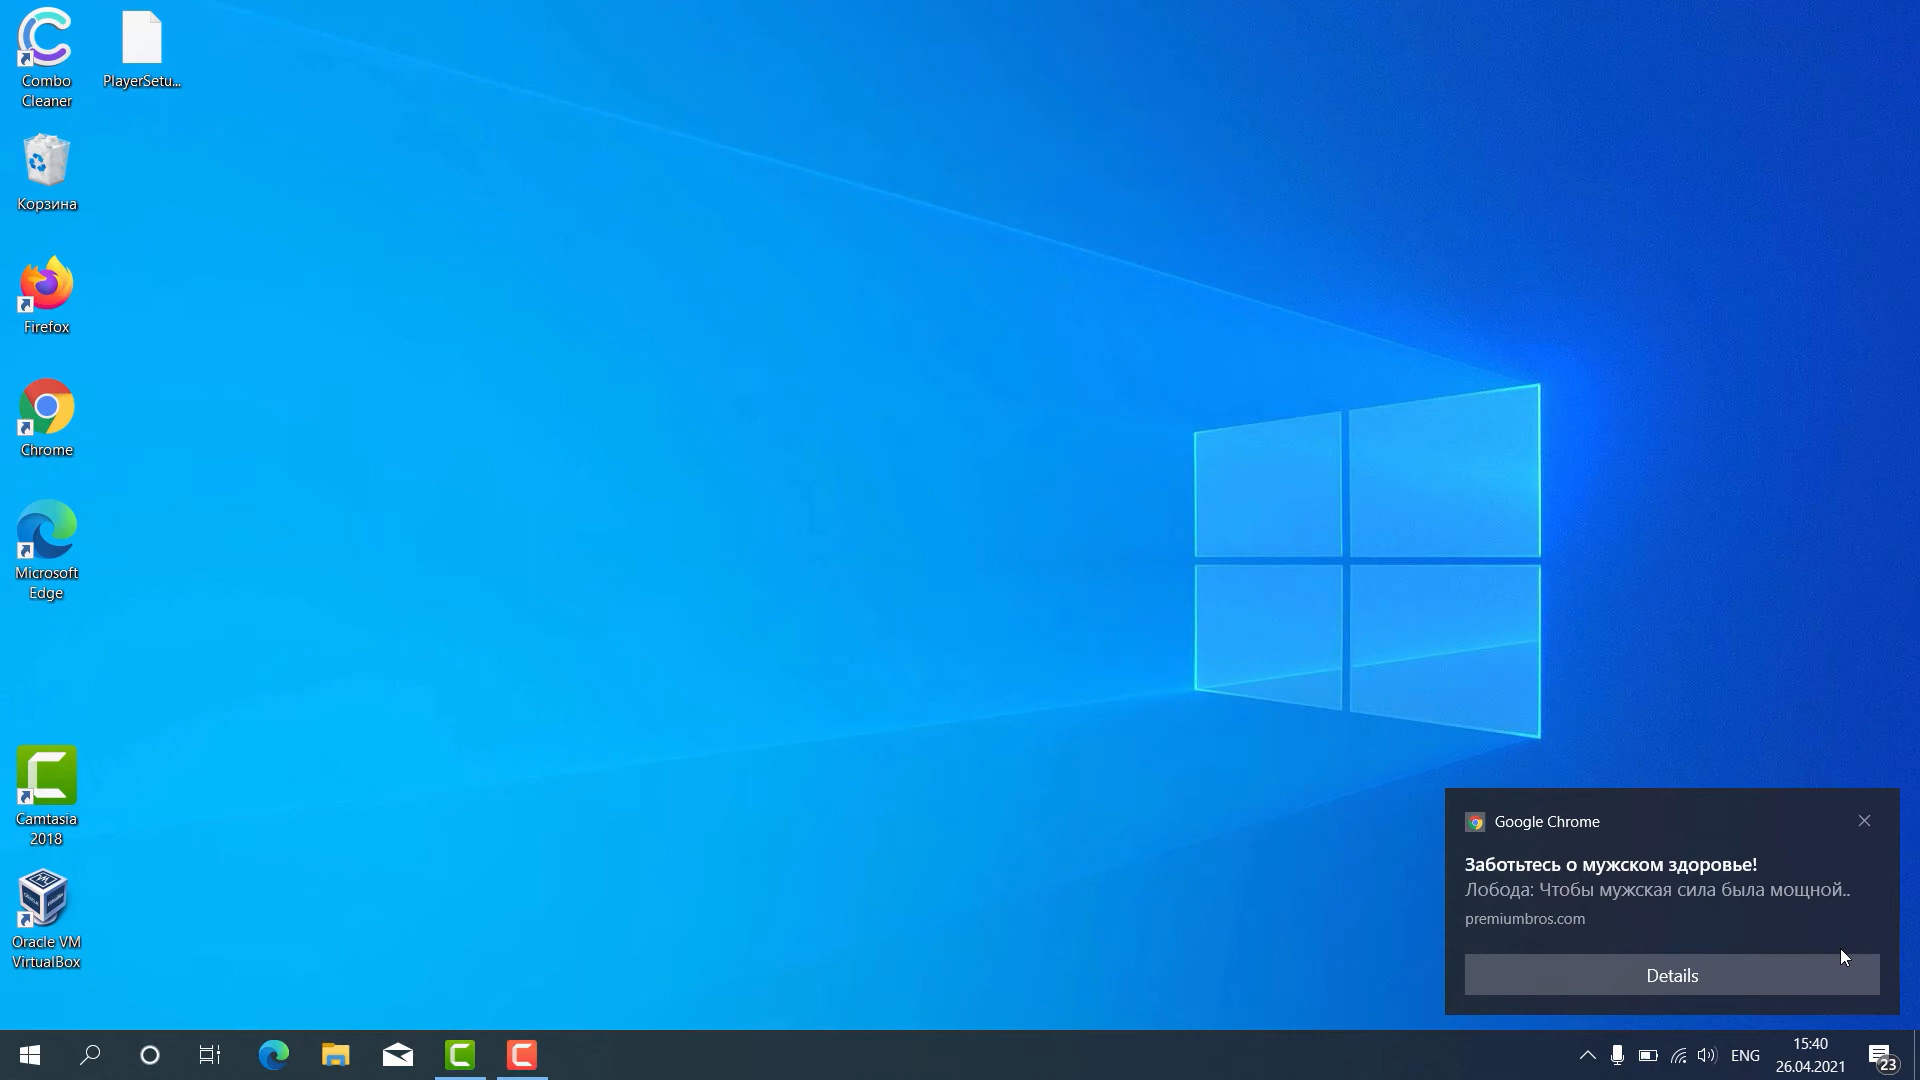 Combo
Cleaner
PlayerSetu...
Корзина
Firefox
Chrome
Microsoft
Edge
Camtasia
2018
Oracle VM
VirtualBox
Google Chrome
Заботьтесь о мужском здоровье!
Лобода: Чтобы мужская сила была мощной..
premiumbros.com
Details
ENG
15:40
26.04.2021
23